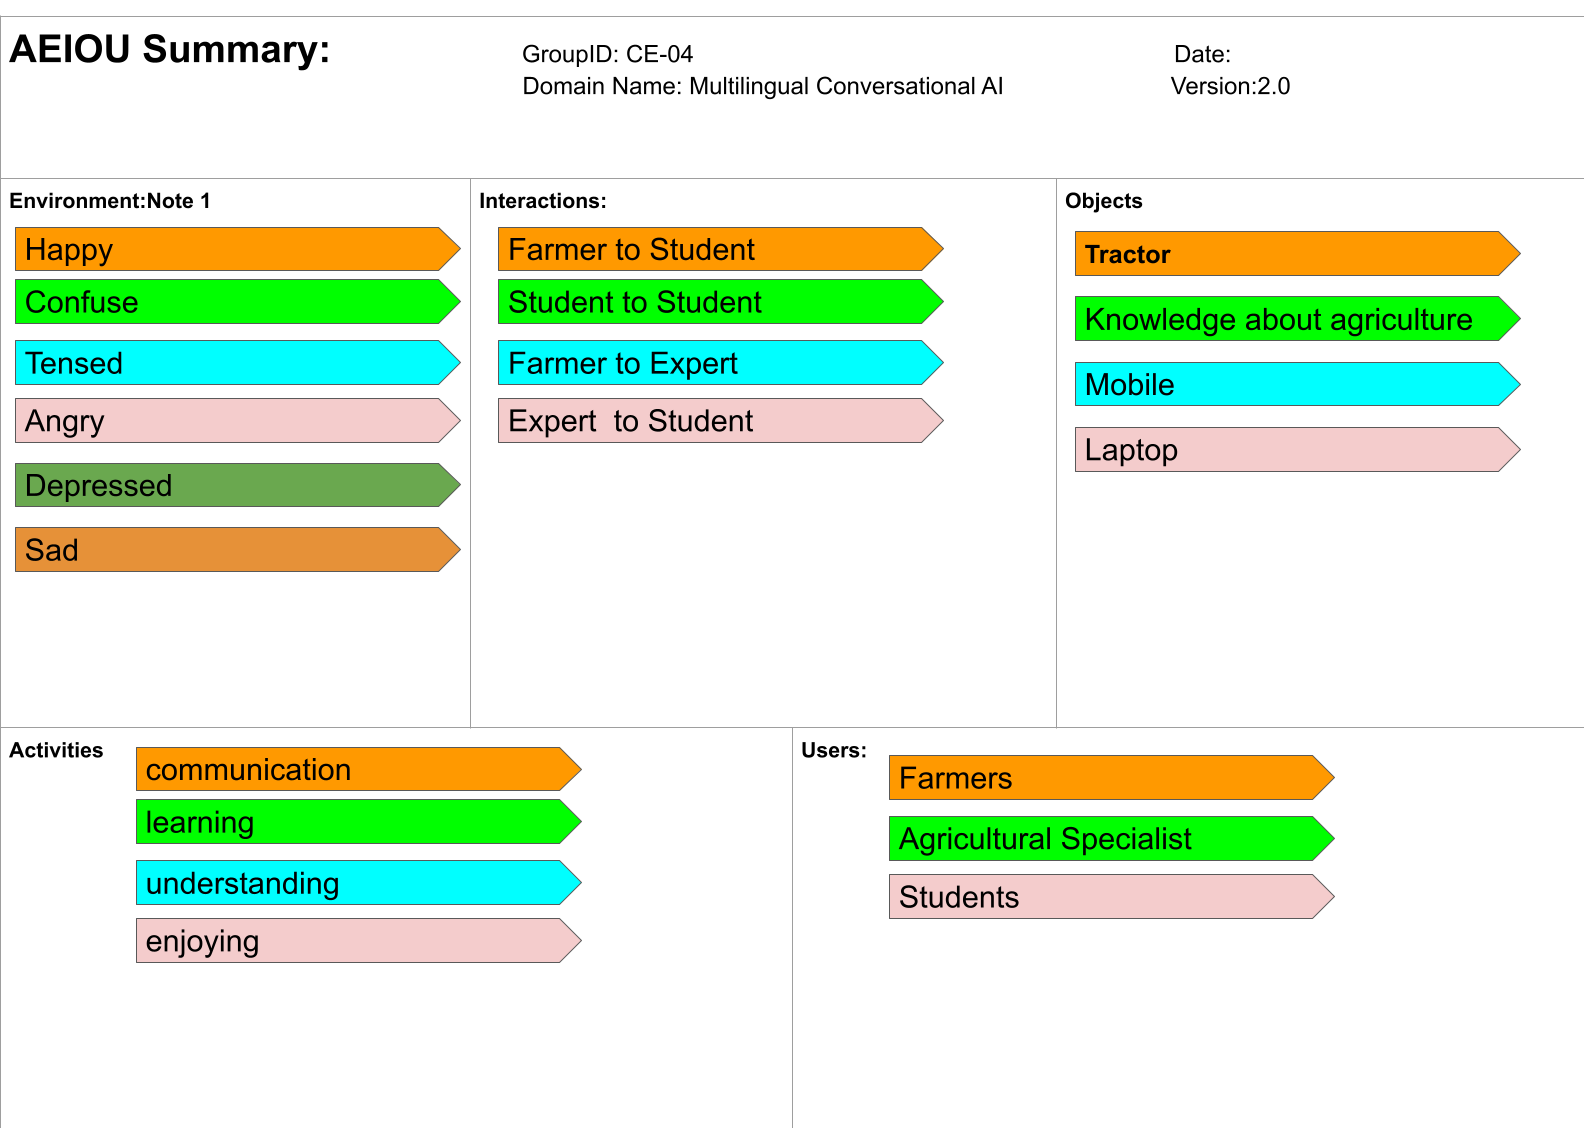 AEIOU Summary:
GroupID: CE-04
Domain Name: Multilingual Conversational AI
Date:
Version:2.0
Environment:Note 1
Happy
Confuse
Tensed
Angry
Depressed
Sad
Interactions:
Farmer to Student
Student to Student
Farmer to Expert
Expert  to Student
Objects
Tractor
Knowledge about agriculture
Mobile
Laptop
Activities
communication
learning
understanding
enjoying
Users:
Farmers
Agricultural Specialist
Students